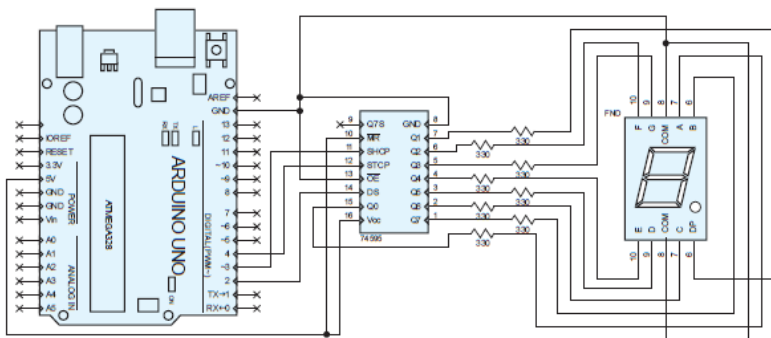 AREF
GND
13
12
11
~10
~9
8
7
~6
~5
4
~3
2
TX→1
RX←0
IOREF
RESET
3.3V
5V
GND
GND
Vin
A0
A1
A2
A3
A4
A5
POWER
ANALOG IN
ATMEGA328
TX
RX
L
ARDUINO UNO
DIGITAL(PWM~)
ON
9 Q7S GND 8
10 MR Q1 7
11 SHCP Q2 6
12 STCP Q3 5
13 OE Q4 4
14 DS Q5 3
15 Q0 Q6 2
16 Vcc Q7 1
74595
330
330
330
330
330
330
330
330
FND
10 9 8 7 6
F G COM A B
E D COM C DP
10 9 8 7 6